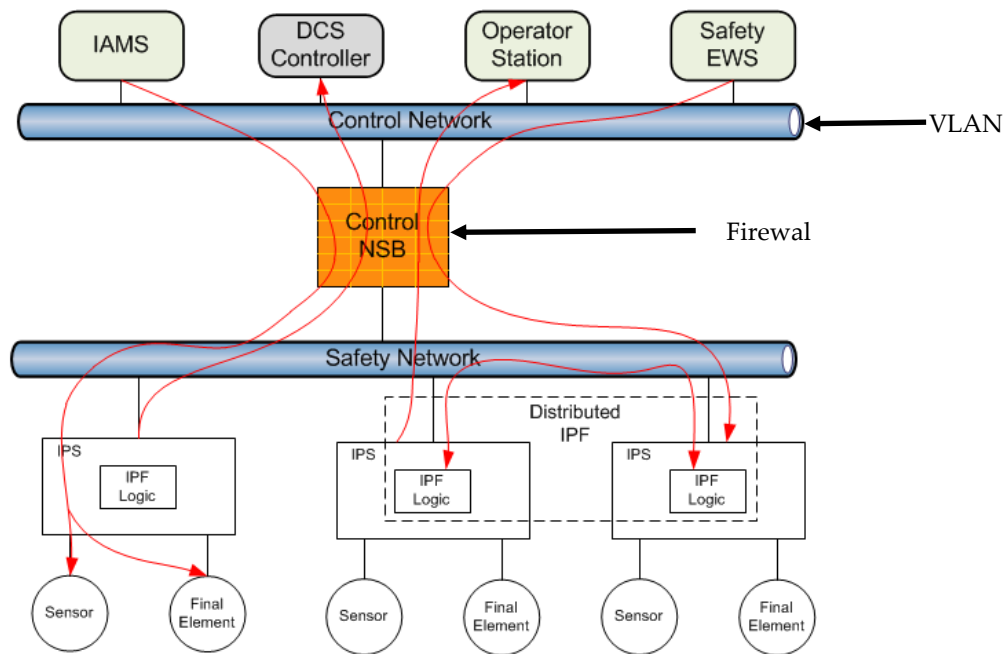 IAMS
DCS
Controller
Operator
Station
Safety
EWS
Control Network
VLAN
Control
NSB
Firewal
Safety Network
Distributed
IPF
IPS
IPF
Logic
IPS
IPF
Logic
IPS
IPF
Logic
Sensor
Final
Element
Sensor
Final
Element
Sensor
Final
Element